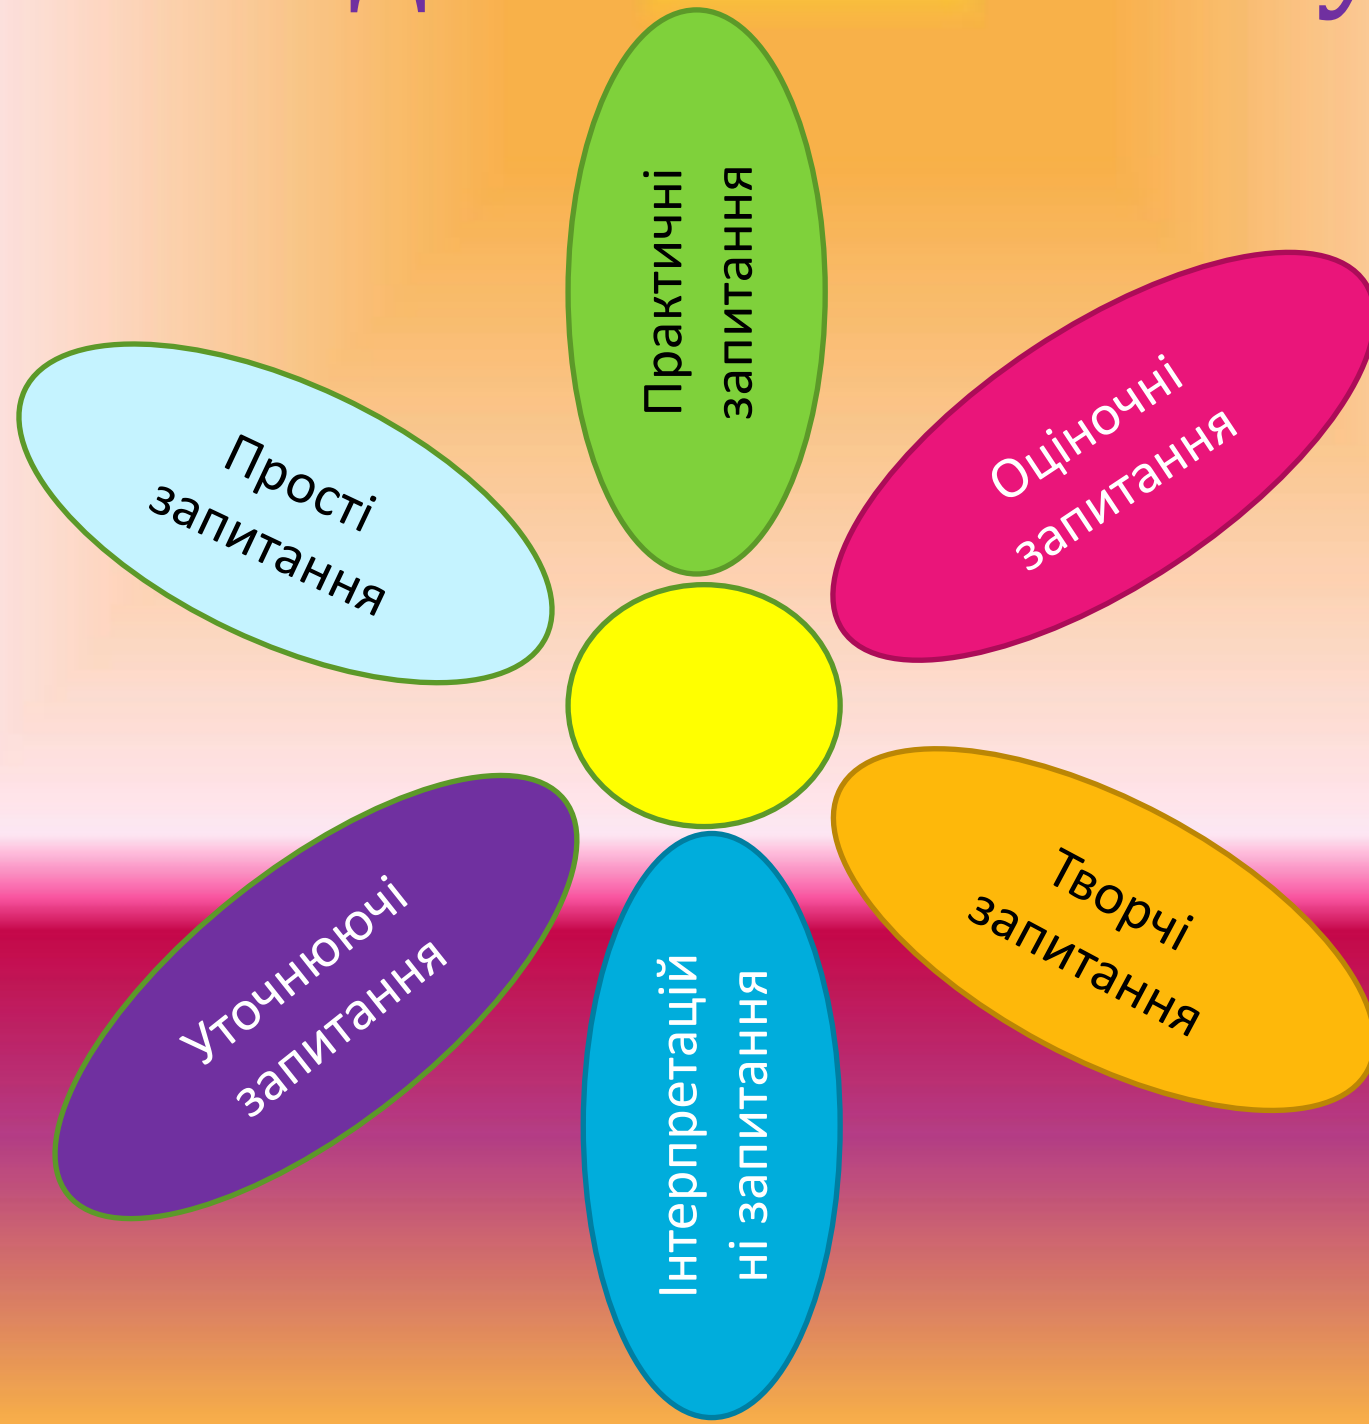 Практичні
запитання
Оціночні
запитання
Прості
запитання
Творчі
запитання
Уточнюючі
запитання
Інтерпретацій
ні запитання